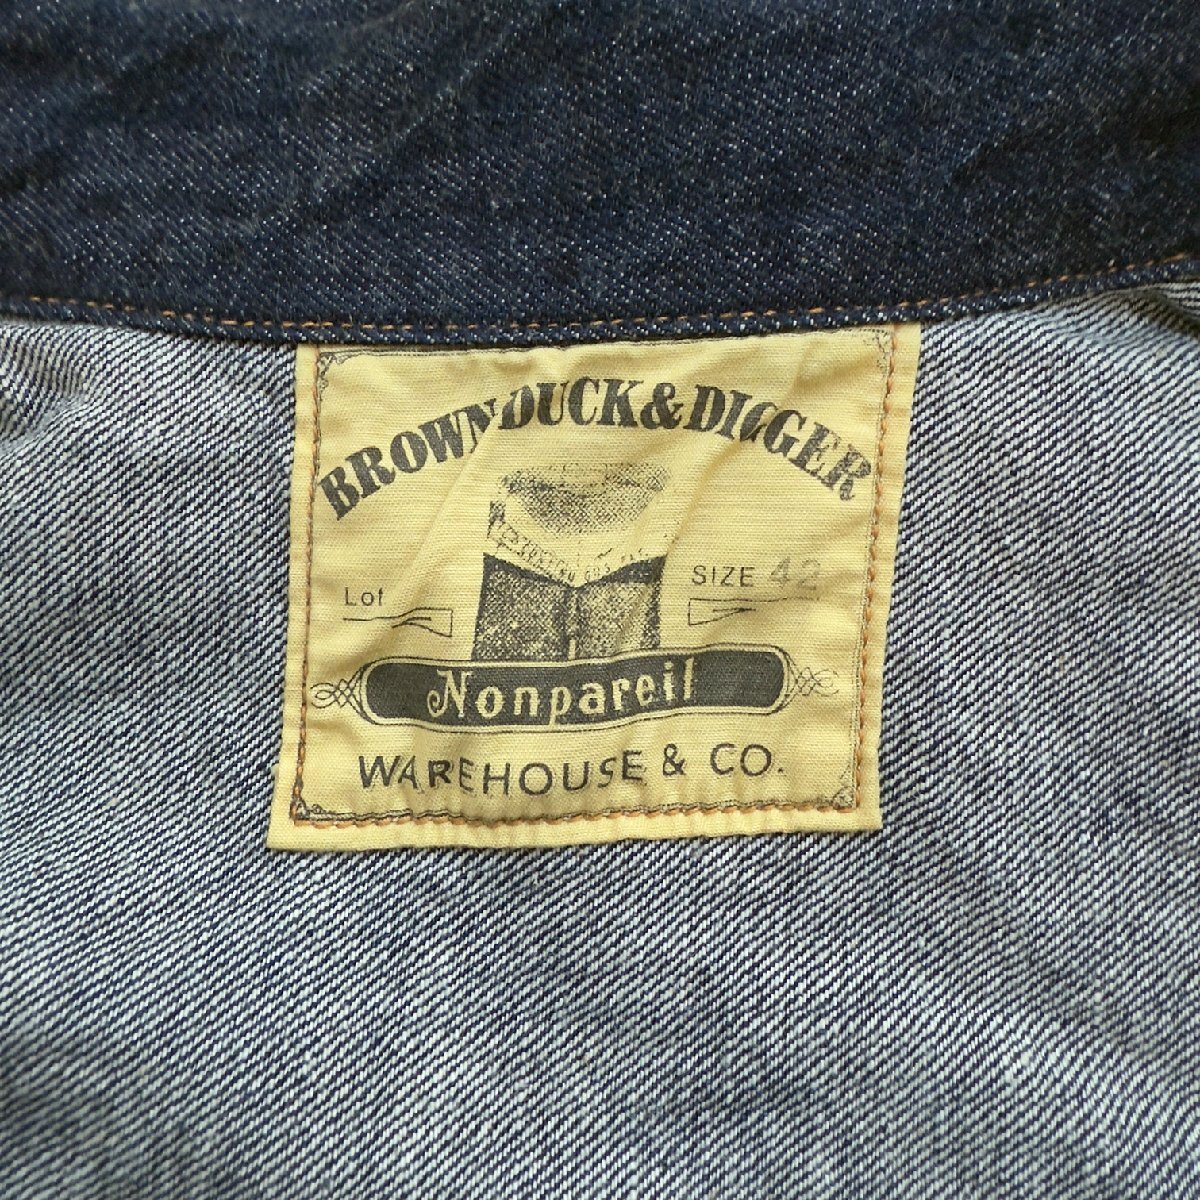 BROWN DUCK & DIGGER
Lot
SIZE 42
Nonpareil
WAREHOUSE & CO.